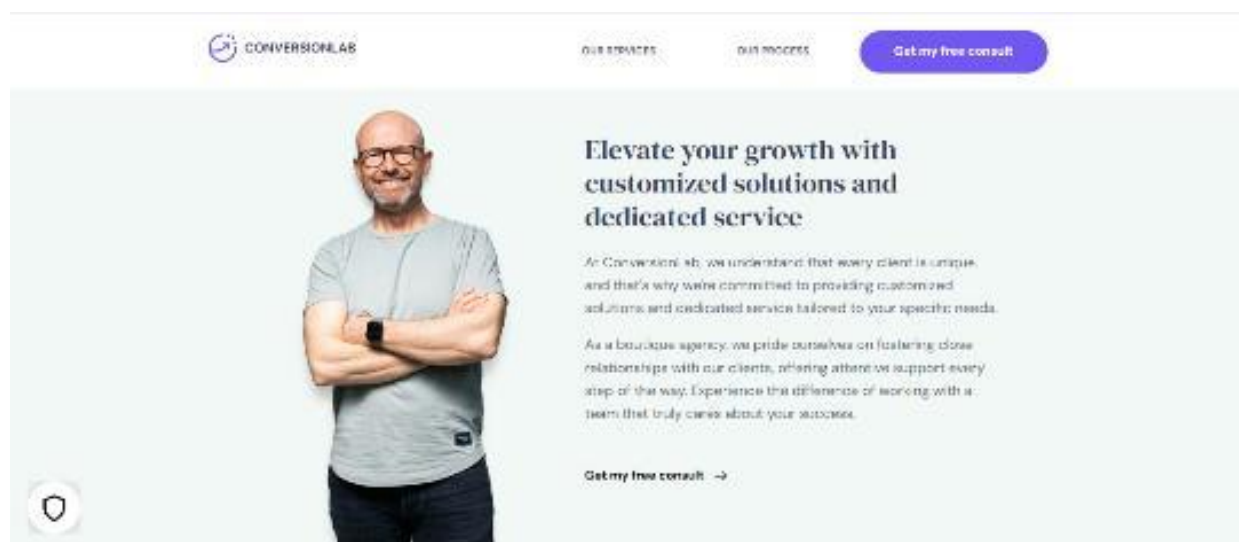 CONVERSIONLAB
OUR SERVICES
OUR PROCESS
Get my free consult
Elevate your growth with
customized solutions and
dedicated service
At ConversionLab, we understand that every client is unique,
and that's why we're committed to providing customized
solutions and dedicated service tailored to your specific needs.
As a boutique agency, we pride ourselves on fostering close
relationships with our clients, offering attentive support every
step of the way. Experience the difference of working with a
team that truly cares about your success.
Get my free consult →